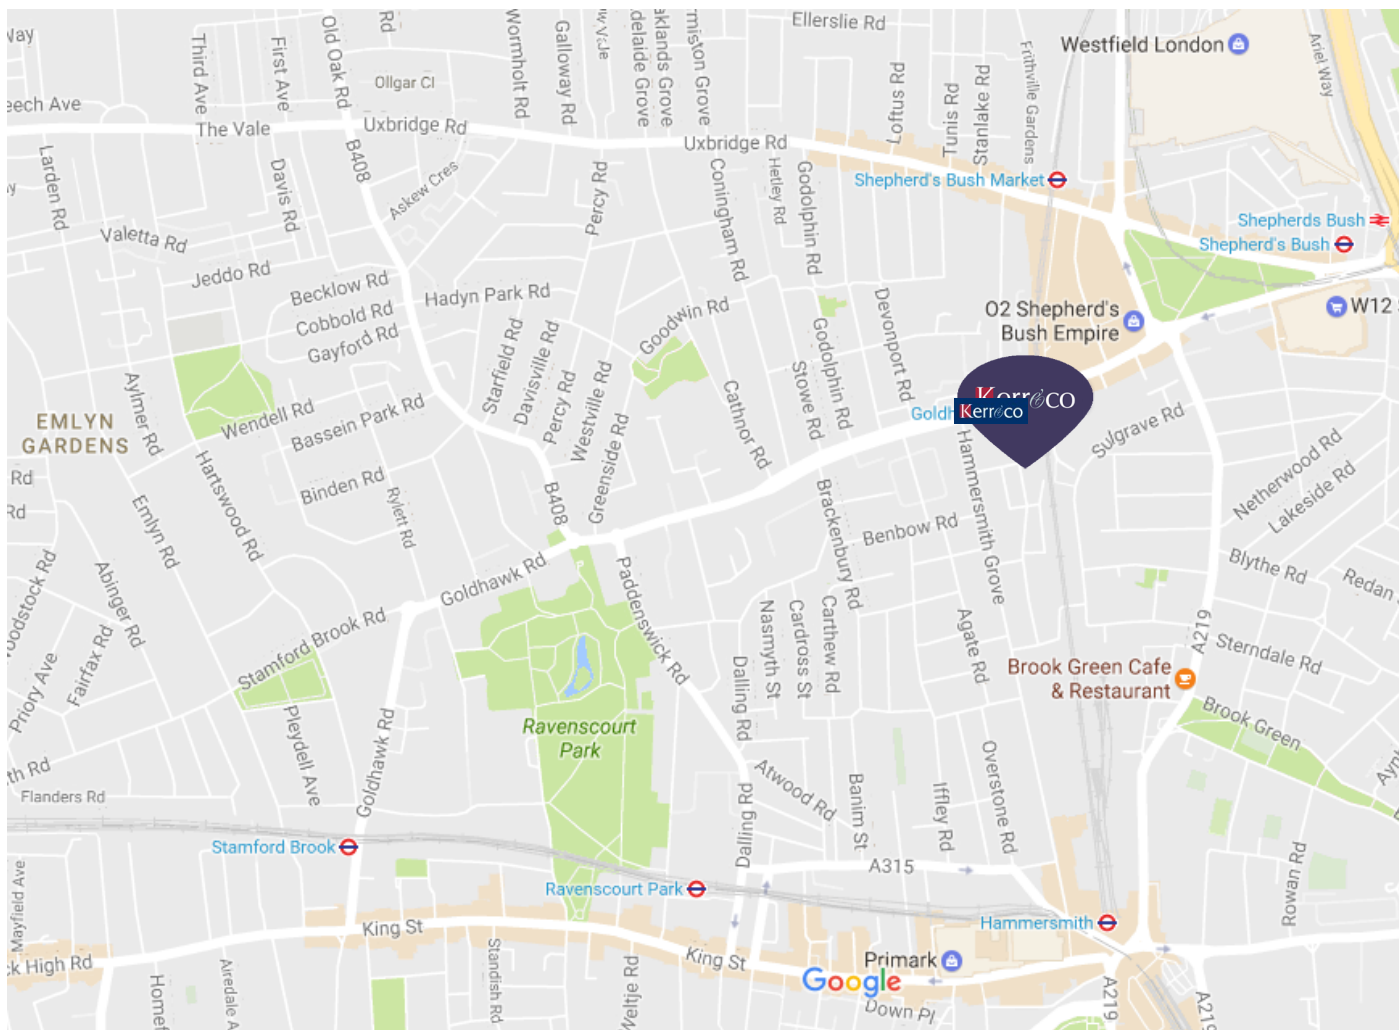 Ellerslie Rd
Westfield London
Ariel Way
Third Ave
First Ave
Old Oak Rd
Rd
Ollgar Cl
Wormholt Rd
Galloway Rd
Frithville Gardens
Loftus Rd
Tunis Rd
Stanlake Rd
The Vale
Uxbridge Rd
Uxbridge Rd
Larden Rd
Davis Rd
B408
Askew Cres
Percy Rd
Coningham Rd
Hetley Rd
Godolphin Rd
Shepherd's Bush Market
Shepherds Bush
Shepherd's Bush
Valetta Rd
Jeddo Rd
Becklow Rd
Hadyn Park Rd
Cobbold Rd
Gayford Rd
Goodwin Rd
Devonport Rd
O2 Shepherd's
Bush Empire
W12
Starfield Rd
Davisville Rd
Percy Rd
Westville Rd
Greenside Rd
Cathnor Rd
Stowe Rd
Godolphin Rd
Kerr&co
Kerr&co
Goldh
Sulgrave Rd
Aylmer Rd
EMLYN
GARDENS
Wendell Rd
Bassein Park Rd
Binden Rd
Rylett Rd
Hartswood Rd
Emlyn Rd
Rd
Rd
B408
Brackenbury Rd
Benbow Rd
Hammersmith Grove
Netherwood Rd
Lakeside Rd
Blythe Rd
Redan
Abinger Rd
Fairfax Rd
Priory Ave
Goldhawk Rd
Stamford Brook Rd
Paddenswick Rd
Nasmyth St
Cardross St
Carthew Rd
Agate Rd
A219
Sterndale Rd
Brook Green Cafe
& Restaurant
Brook Green
Dalling Rd
Ravenscourt
Park
Pleydell Ave
Goldhawk Rd
Flanders Rd
Atwood Rd
Dalling Rd
Banim St
Iffley Rd
Overstone Rd
A315
Rowan Rd
Stamford Brook
Ravenscourt Park
Hammersmith
Mayfield Ave
King St
King St
Primark
Google
Down Pl
Standish Rd
Weltje Rd
A219
A219